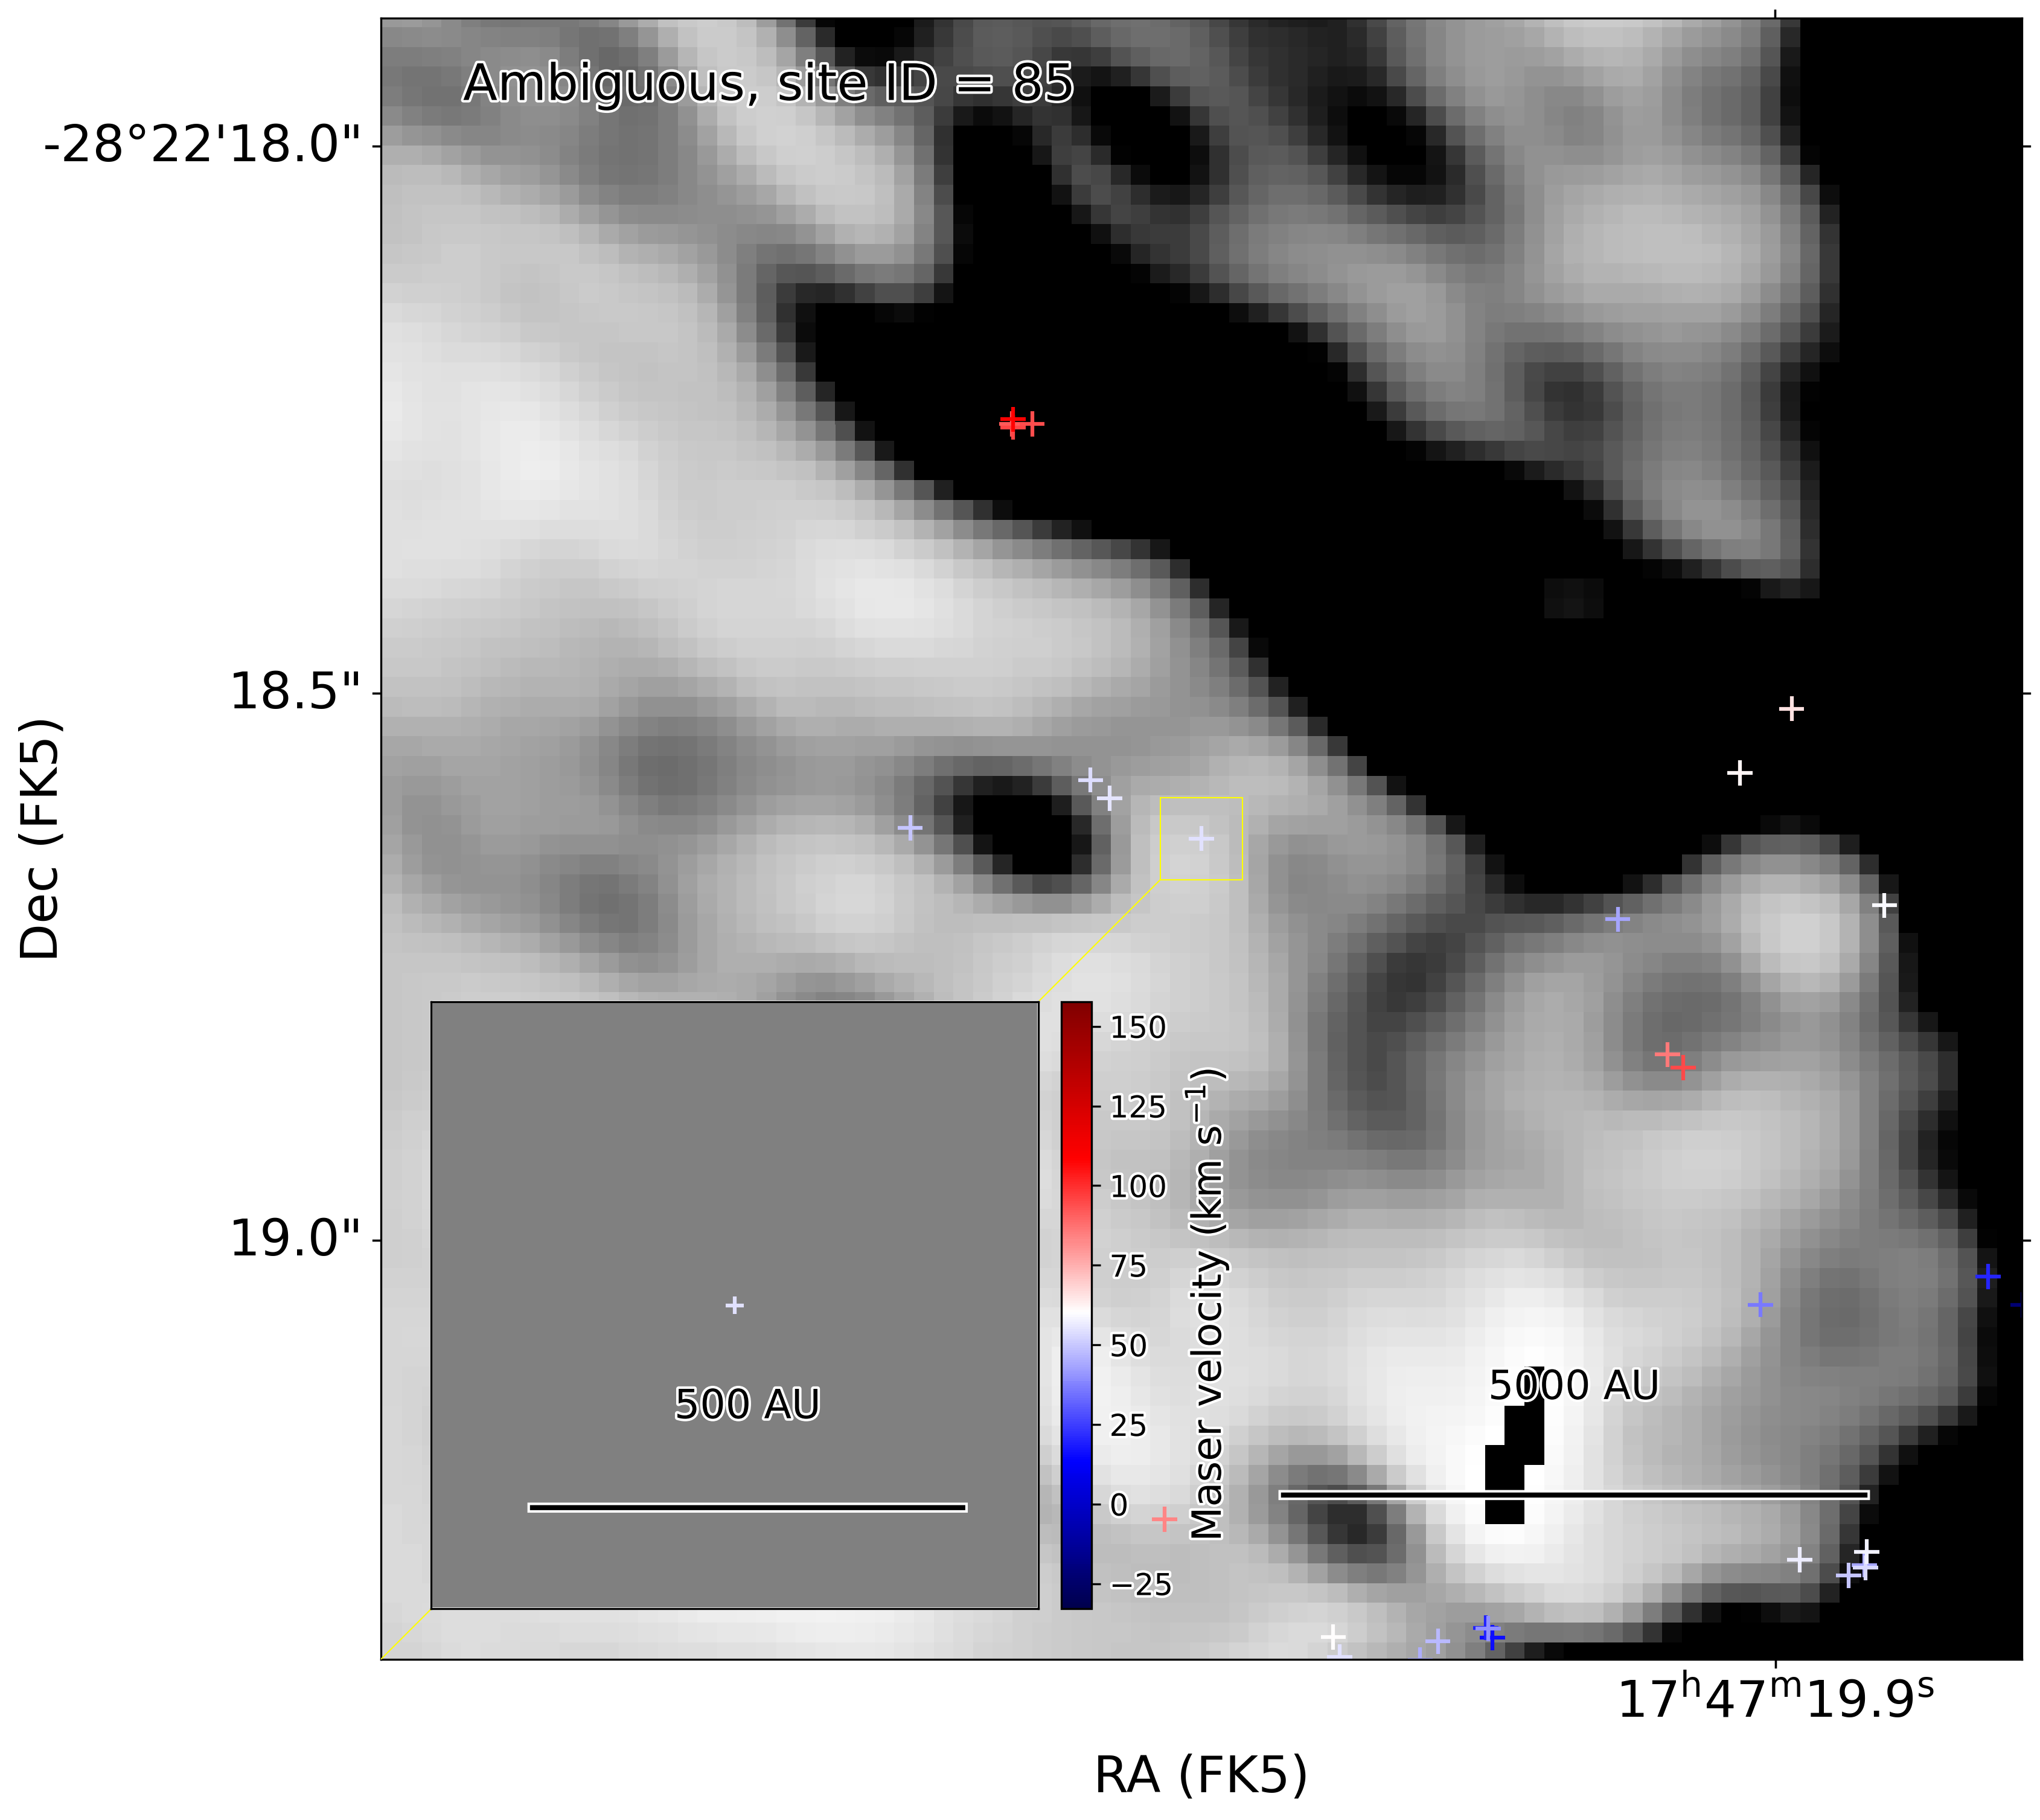 Ambiguous, site ID = 85
-28°22'18.0"
18.5"
19.0"
Dec (FK5)
150
125
100
75
50
25
0
−25
Maser velocity (km s⁻¹)
500 AU
5000 AU
17ʰ47ᵐ19.9ˢ
RA (FK5)